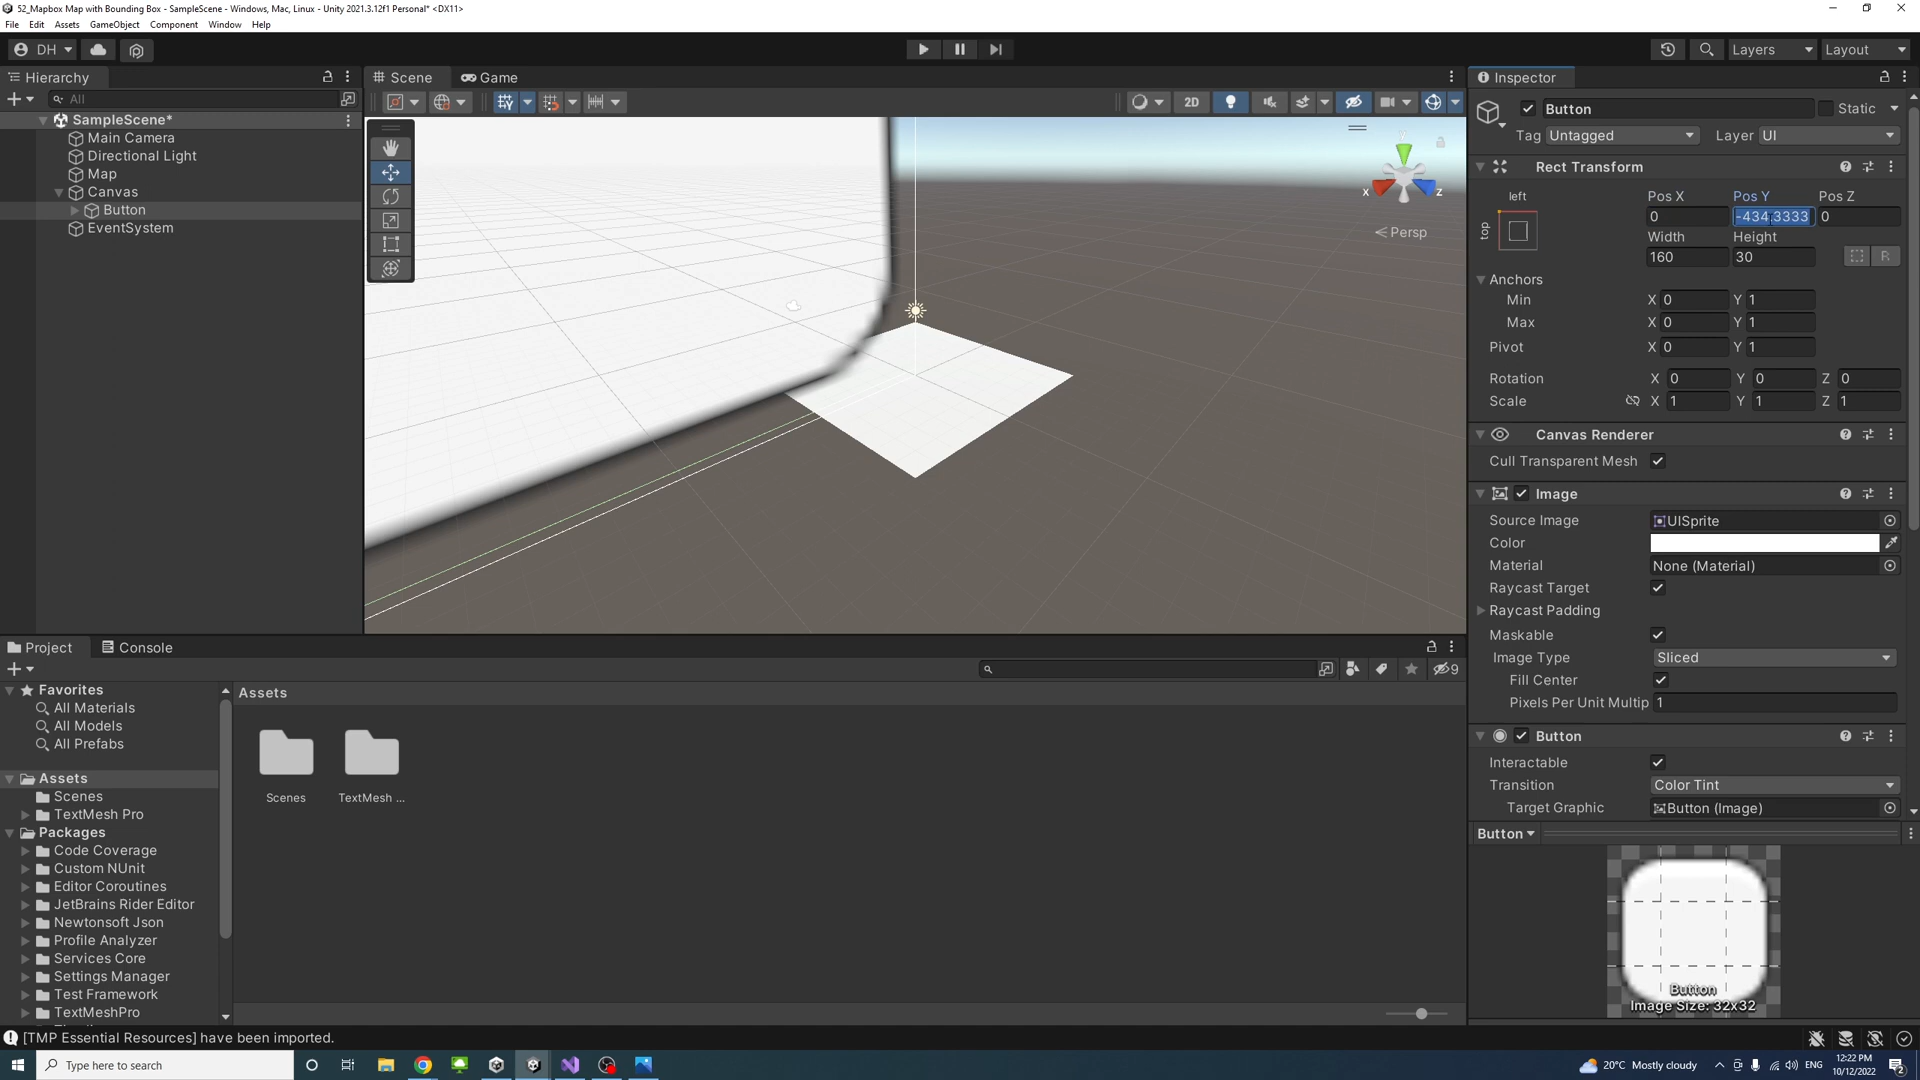 52_Mapbox Map with Bounding Box - SampleScene - Windows, Mac, Linux - Unity 2021.3.12f1 Personal* <DX11>
File Edit Assets GameObject Component Window Help
DH Layers Layout
Hierarchy
All
SampleScene*
Main Camera
Directional Light
Map
Canvas
Button
EventSystem
Scene Game
2D
Y
X
Z
Persp
Inspector
Button Static
Tag Untagged Layer UI
Rect Transform
left Pos X Pos Y Pos Z
top 0 -434.3333 0
Width Height
160 30 R
Anchors
Min X 0 Y 1
Max X 0 Y 1
Pivot X 0 Y 1
Rotation X 0 Y 0 Z 0
Scale X 1 Y 1 Z 1
Canvas Renderer
Cull Transparent Mesh
Image
Source Image UISprite
Color
Material None (Material)
Raycast Target
Raycast Padding
Maskable
Image Type Sliced
Fill Center
Pixels Per Unit Multip 1
Button
Interactable
Transition Color Tint
Target Graphic Button (Image)
Button
Button
Image Size: 32x32
Project Console
9
Favorites
All Materials
All Models
All Prefabs
Assets
Scenes
TextMesh Pro
Packages
Code Coverage
Custom NUnit
Editor Coroutines
JetBrains Rider Editor
Newtonsoft Json
Profile Analyzer
Services Core
Settings Manager
Test Framework
TextMeshPro
Assets
Scenes TextMesh ...
[TMP Essential Resources] have been imported.
Type here to search
20°C Mostly cloudy ENG 12:22 PM
10/12/2022 2